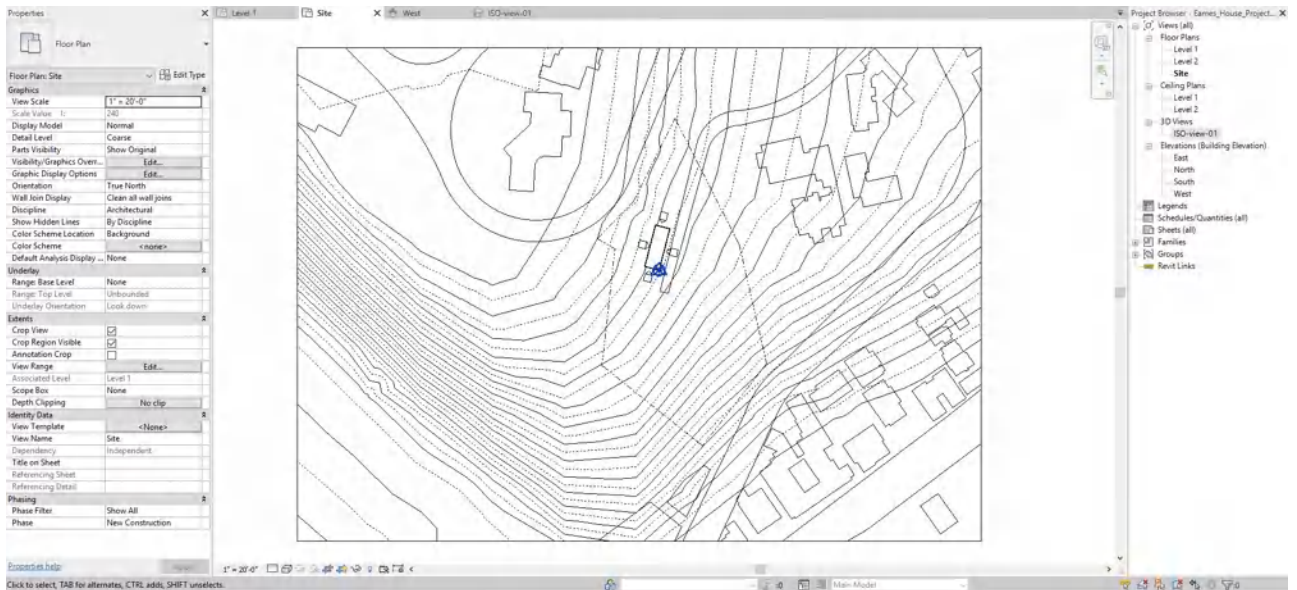 Properties
Floor Plan
Floor Plan: Site
Edit Type
Graphics
View Scale 1" = 20'-0"
Scale Value 1: 240
Display Model Normal
Detail Level Coarse
Parts Visibility Show Original
Visibility/Graphics Overr... Edit...
Graphic Display Options Edit...
Orientation True North
Wall Join Display Clean all wall joins
Discipline Architectural
Show Hidden Lines By Discipline
Color Scheme Location Background
Color Scheme <none>
Default Analysis Display ... None
Underlay
Range: Base Level None
Range: Top Level Unbounded
Underlay Orientation Look down
Extents
Crop View
Crop Region Visible
Annotation Crop
View Range Edit...
Associated Level Level 1
Scope Box None
Depth Clipping No clip
Identity Data
View Template <None>
View Name Site
Dependency Independent
Title on Sheet
Referencing Sheet
Referencing Detail
Phasing
Phase Filter Show All
Phase New Construction
Properties help
Apply
Click to select, TAB for alternates, CTRL adds, SHIFT unselects.
Level 1
Site
West
ISO-view-01
1" = 20'-0"
:0
Main Model
:0
Project Browser - Eames_House_Project...
Views (all)
Floor Plans
Level 1
Level 2
Site
Ceiling Plans
Level 1
Level 2
3D Views
ISO-view-01
Elevations (Building Elevation)
East
North
South
West
Legends
Schedules/Quantities (all)
Sheets (all)
Families
Groups
Revit Links